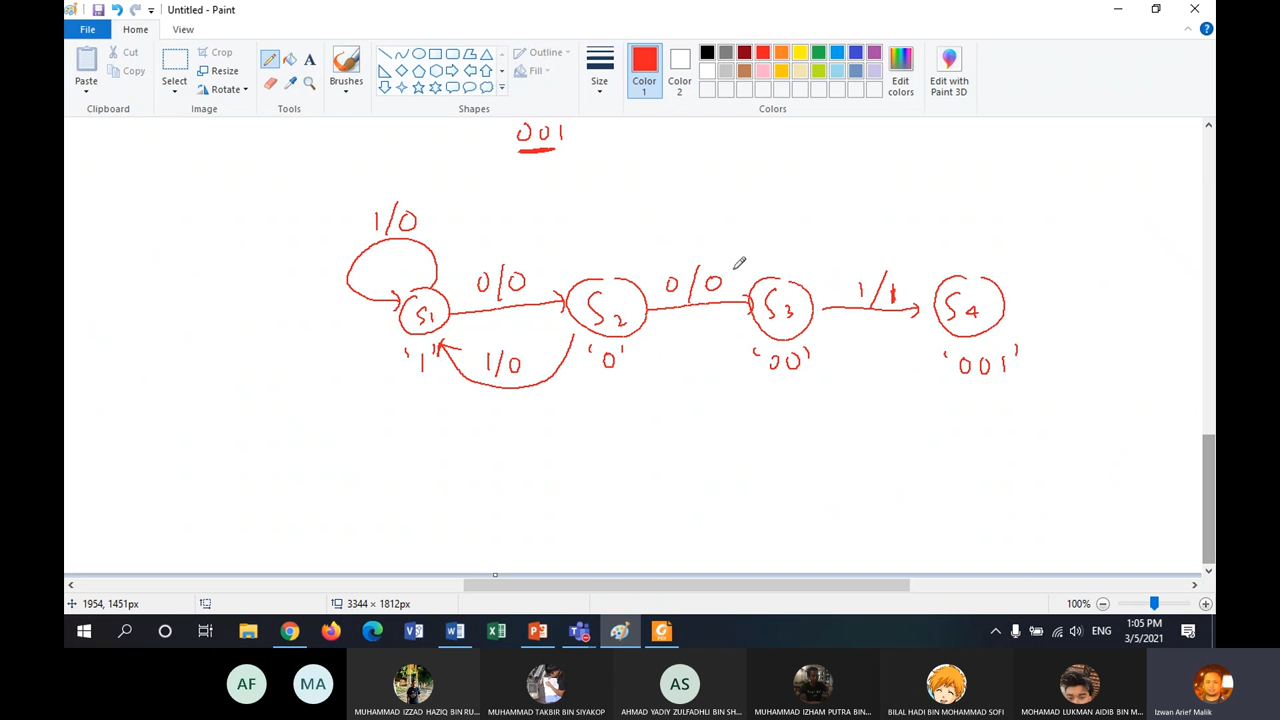 Untitled - Paint
File Home View
Paste Cut Copy
Select Crop Resize Rotate
Brushes
Outline Fill
Size
Color 1 Color 2
Edit colors
Edit with Paint 3D
Clipboard Image Tools Shapes Colors
001
1/0
0/0 0/0 1/1
S1 S2 S3 S4
'1' 1/0 '0' '00' '001'
1954, 1451px 3344 × 1812px 100%
1:05 PM
ENG
3/5/2021
AF MA AS
MUHAMMAD IZZAD HAZIQ BIN RU... MUHAMMAD TAKBIR BIN SIYAKOP AHMAD YADIY ZULFADHLI BIN SH... MUHAMMAD IZHAM PUTRA BIN... BILAL HADI BIN MOHAMMAD SOFI MOHAMAD LUKMAN AIDIB BIN M... Izwan Arief Malik